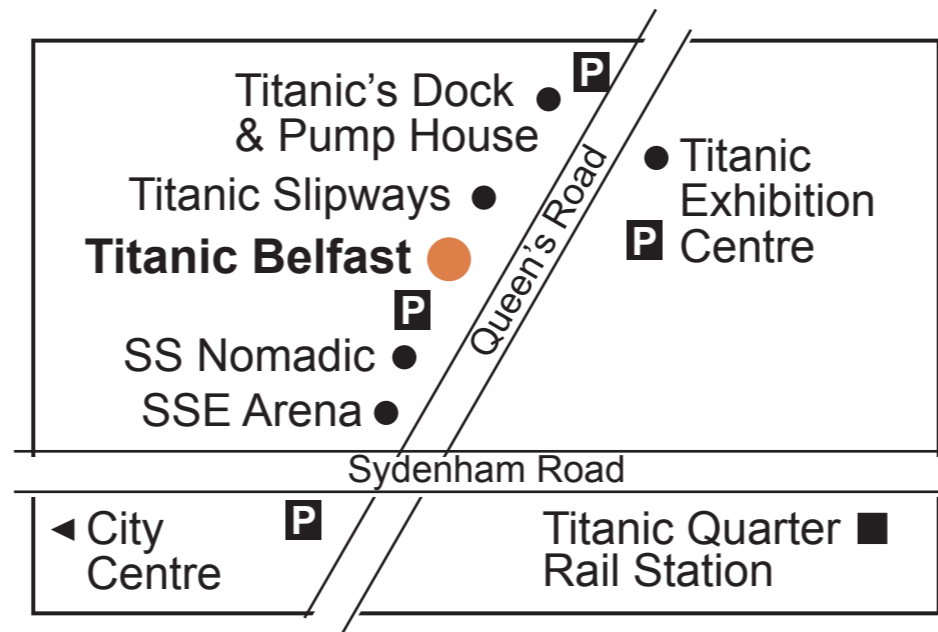 P
Titanic's Dock
& Pump House
Titanic Slipways
Titanic Belfast
P
SS Nomadic
SSE Arena
Queen's Road
Titanic
Exhibition
P Centre
Sydenham Road
City
Centre
P
Titanic Quarter
Rail Station